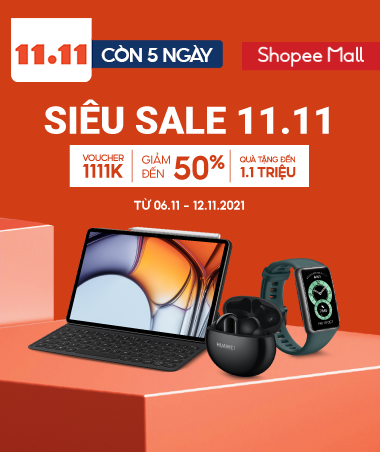 11.11 CÒN 5 NGÀY Shopee Mall
SIÊU SALE 11.11
VOUCHER
1111K
GIẢM
ĐẾN 50%
QUÀ TẶNG ĐẾN
1.1 TRIỆU
TỪ 06.11 - 12.11.2021
HUAWEI